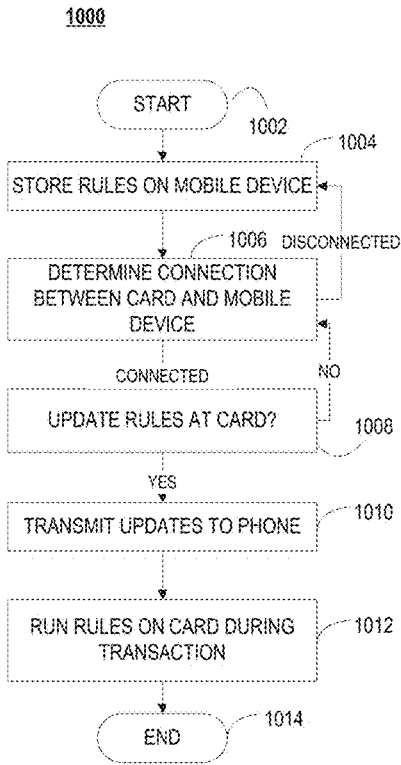 1000
START
1002
1004
STORE RULES ON MOBILE DEVICE
1006
DISCONNECTED
DETERMINE CONNECTION
BETWEEN CARD AND MOBILE
DEVICE
CONNECTED
NO
UPDATE RULES AT CARD?
1008
YES
1010
TRANSMIT UPDATES TO PHONE
RUN RULES ON CARD DURING
TRANSACTION
1012
END
1014